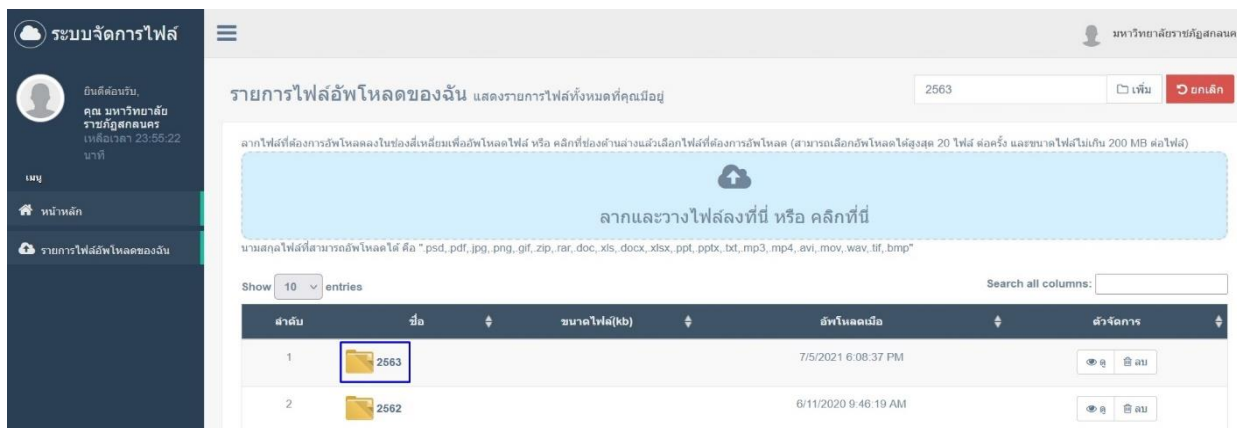 ระบบจัดการไฟล์
มหาวิทยาลัยราชภัฏสกลนค
ยินดีต้อนรับ,
คุณ มหาวิทยาลัย
ราชภัฏสกลนคร
เหลือเวลา 23:55:22
นาที
เมนู
หน้าหลัก
รายการไฟล์อัพโหลดของฉัน
รายการไฟล์อัพโหลดของฉัน แสดงรายการไฟล์ทั้งหมดที่คุณมีอยู่
2563 เพิ่ม ยกเลิก
ลากไฟล์ที่ต้องการอัพโหลดลงในช่องสี่เหลี่ยมเพื่ออัพโหลดไฟล์ หรือ คลิกที่ช่องด้านล่างแล้วเลือกไฟล์ที่ต้องการอัพโหลด (สามารถเลือกอัพโหลดได้สูงสุด 20 ไฟล์ ต่อครั้ง และขนาดไฟล์ไม่เกิน 200 MB ต่อไฟล์)
ลากและวางไฟล์ลงที่นี่ หรือ คลิกที่นี่
นามสกุลไฟล์ที่สามารถอัพโหลดได้ คือ ".psd,.pdf,.jpg,.png,.gif,.zip,.rar,.doc,.xls,.docx,.xlsx,.ppt,.pptx,.txt,.mp3,.mp4,.avi,.mov,.wav,.tif,.bmp"
Show 10 entries Search all columns:
ลำดับ ชื่อ ขนาดไฟล์(kb) อัพโหลดเมื่อ ตัวจัดการ
1 2563 7/5/2021 6:08:37 PM ดู ลบ
2 2562 6/11/2020 9:46:19 AM ดู ลบ